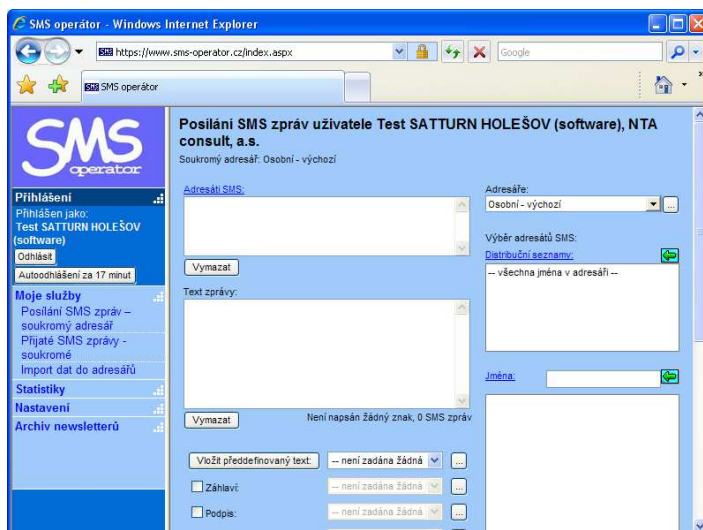 SMS operátor - Windows Internet Explorer
https://www.sms-operator.cz/index.aspx
Google
SMS operátor
SMS
operator
Přihlášení
Přihlášen jako:
Test SATTURN HOLEŠOV
(software)
Odhlásit
Autoodhlášení za 17 minut
Moje služby
Posílání SMS zpráv –
soukromý adresář
Přijaté SMS zprávy -
soukromé
Import dat do adresářů
Statistiky
Nastavení
Archiv newsletterů
Posílání SMS zpráv uživatele Test SATTURN HOLEŠOV (software), NTA
consult, a.s.
Soukromý adresář: Osobní - výchozí
Adresáti SMS:
Vymazat
Text zprávy:
Vymazat
Není napsán žádný znak, 0 SMS zpráv
Vložit předdefinovaný text:
-- není zadána žádná
...
Záhlaví:
-- není zadána žádná
...
Podpis:
-- není zadána žádná
...
Adresáře:
Osobní - výchozí
...
Výběr adresátů SMS:
Distribuční seznamy:
-- všechna jména v adresáři --
Jména: